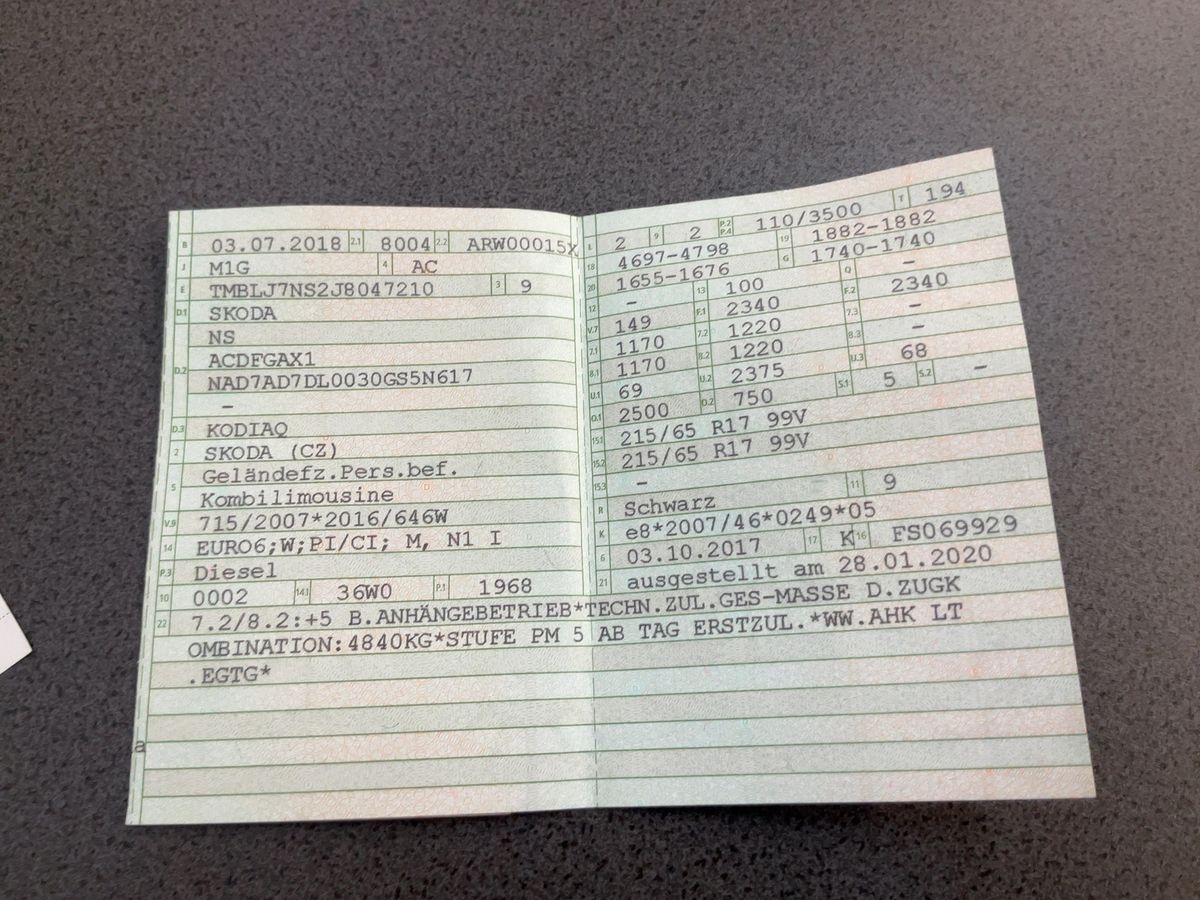 B 03.07.2018 2.1 8004 2.2 ARW00015X
J M1G 4 AC
E TMBLJ7NS2J8047210 3 9
D.1 SKODA
NS
D.2 ACDFGAX1
NAD7AD7DL0030GS5N617
–
D.3 KODIAQ
2 SKODA (CZ)
5 Geländefz.Pers.bef.
Kombilimousine
V.9 715/2007*2016/646W
14 EURO6;W;PI/CI; M, N1 I
P.3 Diesel
10 0002 14.1 36W0 P.1 1968
L 2 9 2 P.2 P.4 110/3500 T 194
18 4697-4798 19 1882-1882
20 1655-1676 G 1740-1740
12 – 13 100 Q –
V.7 149 F.1 2340 F.2 2340
7.1 1170 7.2 1220 7.3 –
8.1 1170 8.2 1220 8.3 –
U.1 69 U.2 2375 U.3 68
O.1 2500 O.2 750 S.1 5 S.2 –
15.1 215/65 R17 99V
15.2 215/65 R17 99V
15.3 –
R Schwarz 11 9
K e8*2007/46*0249*05
6 03.10.2017 17 K 16 FS069929
21 ausgestellt am 28.01.2020
22 7.2/8.2:+5 B.ANHÄNGEBETRIEB*TECHN.ZUL.GES-MASSE D.ZUGK
OMBINATION:4840KG*STUFE PM 5 AB TAG ERSTZUL.*WW.AHK LT
.EGTG*
a